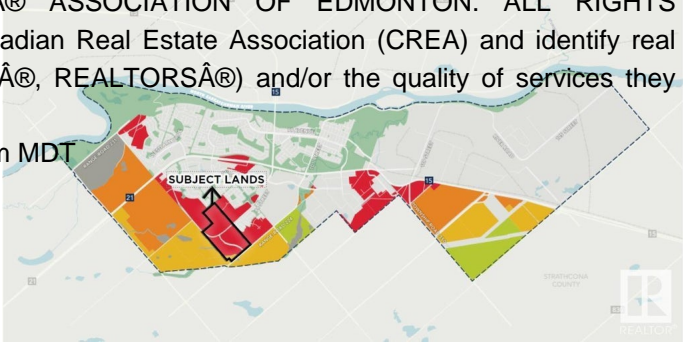 Â® ASSOCIATION OF EDMONTON. ALL RIGHTS
adian Real Estate Association (CREA) and identify real
Â®, REALTORSÂ®) and/or the quality of services they
m MDT
15
SUBJECT LANDS
15
21
21
STRATHCONA
COUNTY
REALTOR